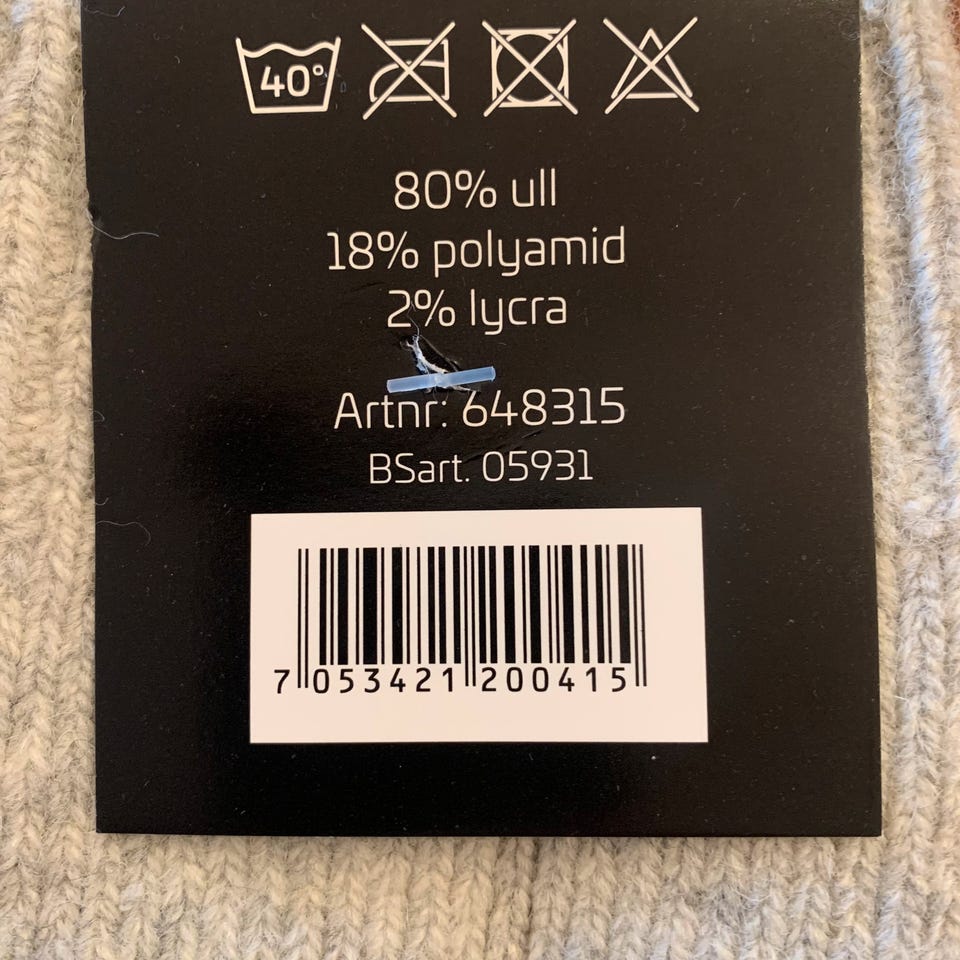 40°
80% ull
18% polyamid
2% lycra
Artnr: 648315
BSart. 05931
7 053421 200415